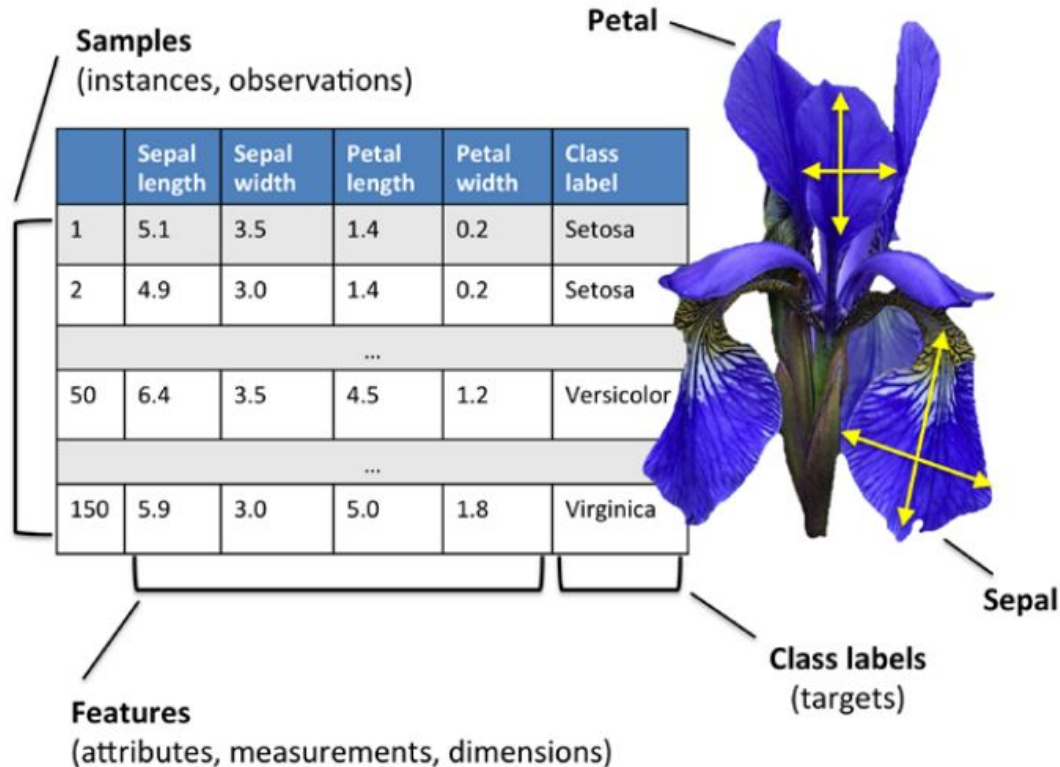 Samples
(instances, observations)
Petal
Sepal length Sepal width Petal length Petal width Class label
1 5.1 3.5 1.4 0.2 Setosa
2 4.9 3.0 1.4 0.2 Setosa
...
50 6.4 3.5 4.5 1.2 Versicolor
...
150 5.9 3.0 5.0 1.8 Virginica
Sepal
Class labels
(targets)
Features
(attributes, measurements, dimensions)